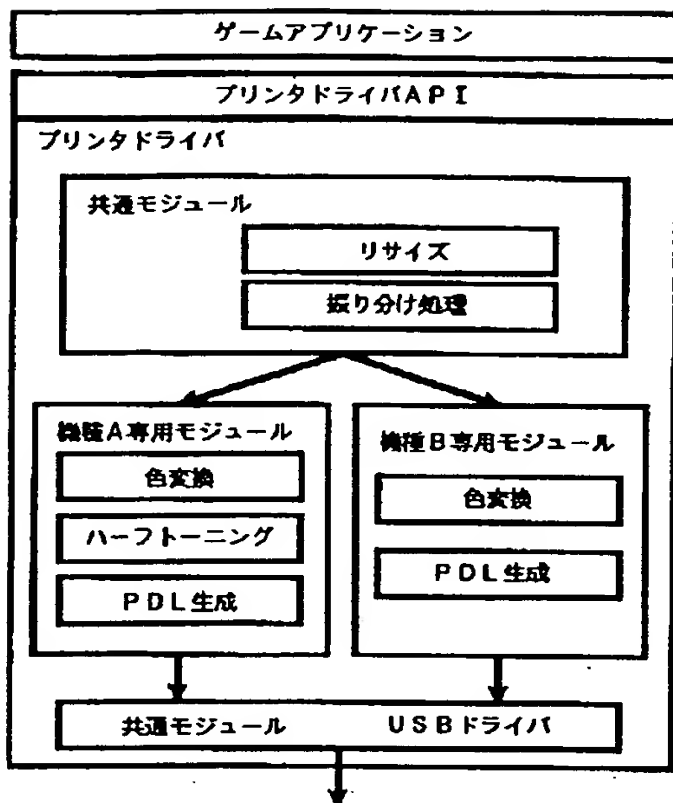 ゲームアプリケーション
プリンタドライバAPI
プリンタドライバ
共通モジュール
リサイズ
振り分け処理
機種A専用モジュール
色変換
ハーフトーニング
PDL生成
機種B専用モジュール
色変換
PDL生成
共通モジュール USBドライバ